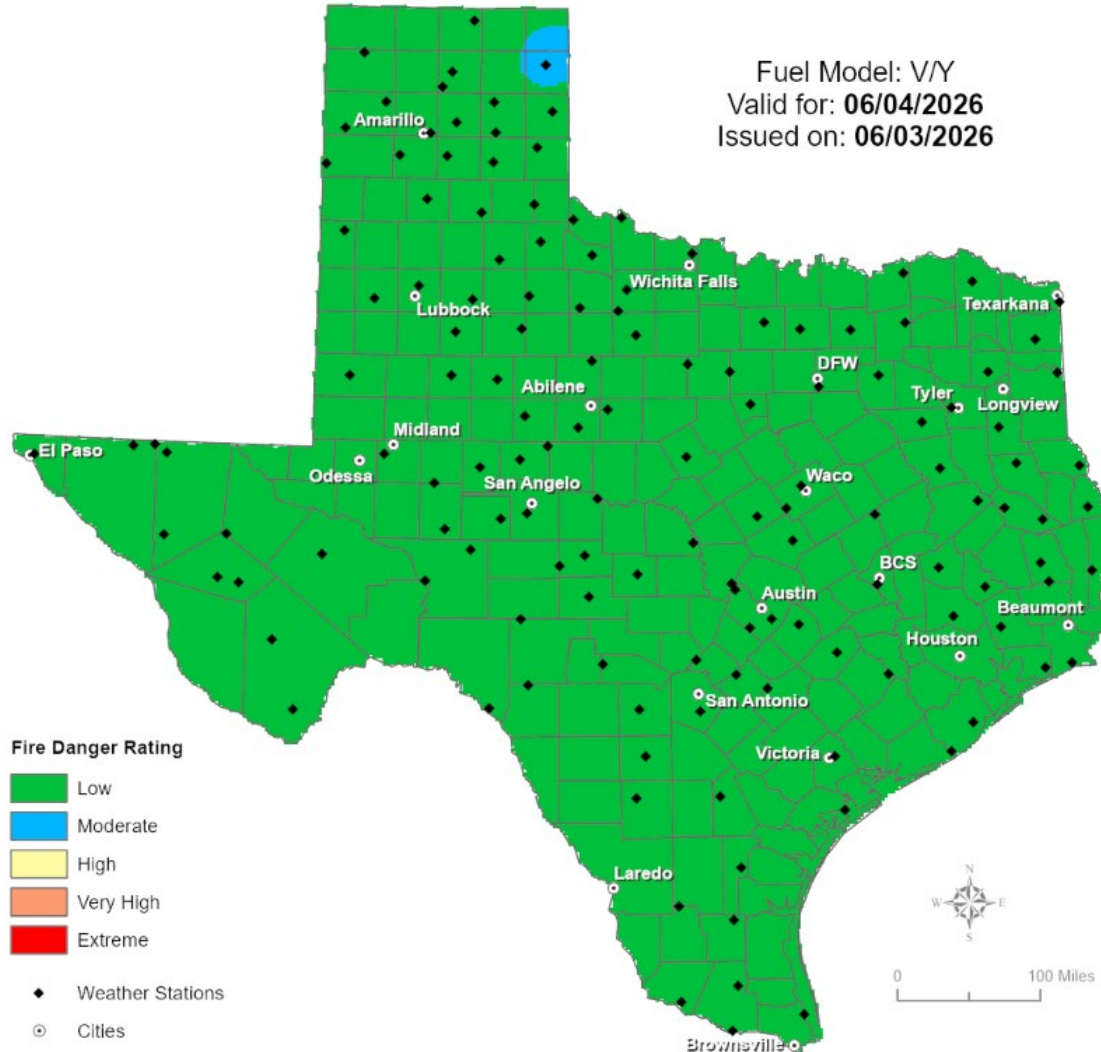 Fuel Model: V/Y
Valid for: 06/04/2026
Issued on: 06/03/2026
Amarillo
Wichita Falls
Lubbock
Texarkana
DFW
Abilene
Tyler
Longview
Midland
El Paso
Odessa
San Angelo
Waco
BCS
Austin
Beaumont
Houston
San Antonio
Victoria
Laredo
Brownsville
Fire Danger Rating
Low
Moderate
High
Very High
Extreme
Weather Stations
Cities
N
W E
S
0 100 Miles